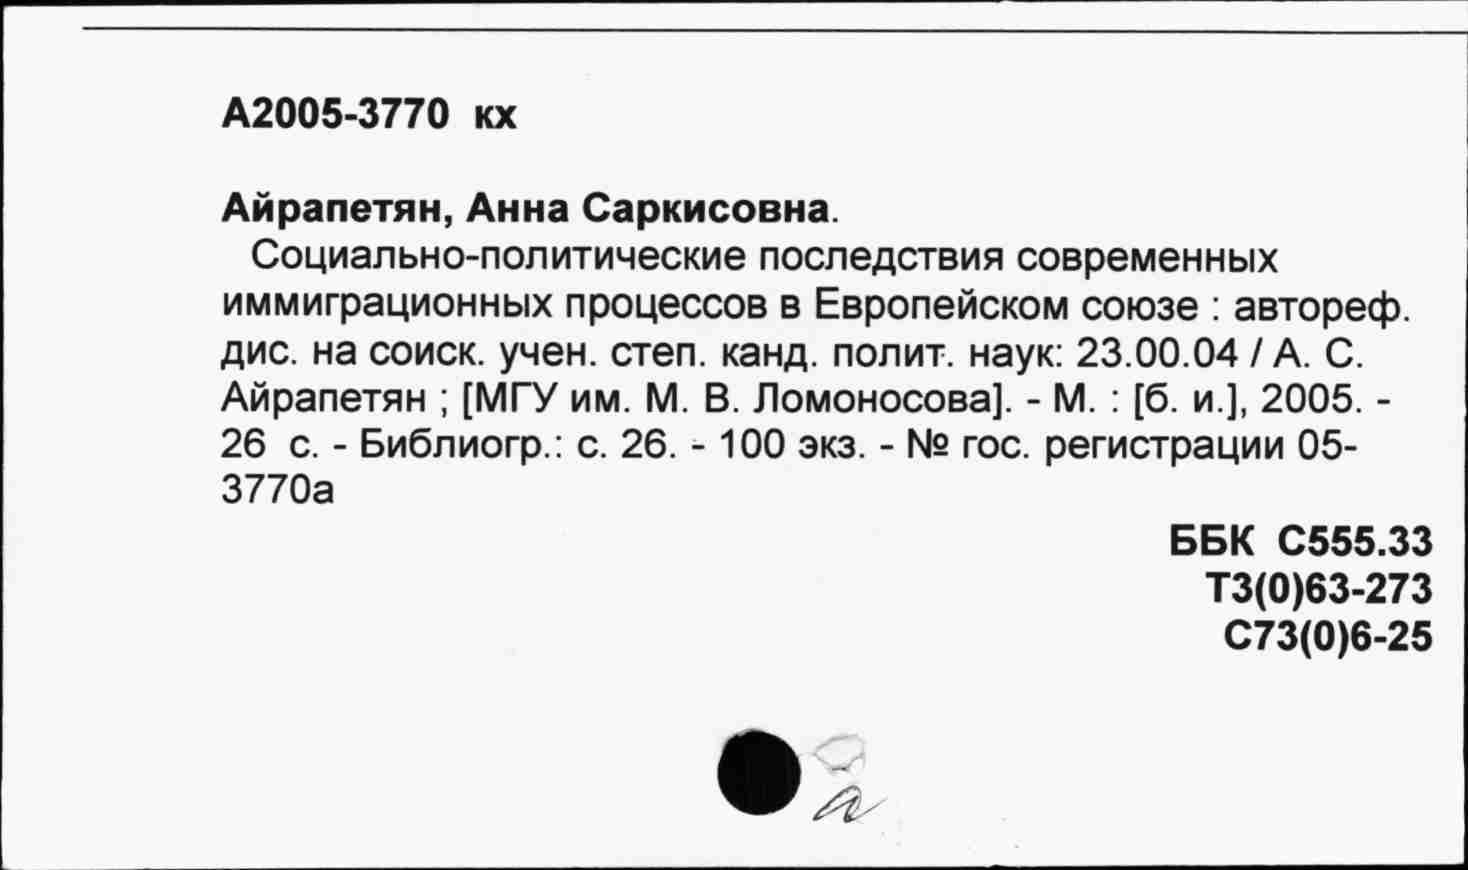 А2005-3770 кх
Айрапетян, Анна Саркисовна.
Социально-политические последствия современных
иммиграционных процессов в Европейском союзе : автореф.
дис. на соиск. учен. степ. канд. полит. наук: 23.00.04 / А. С.
Айрапетян ; [МГУ им. М. В. Ломоносова]. - М. : [б. и.], 2005. -
26 с. - Библиогр.: с. 26. - 100 экз. - № гос. регистрации 05-
3770а
ББК С555.33
Т3(0)63-273
С73(0)6-25
а